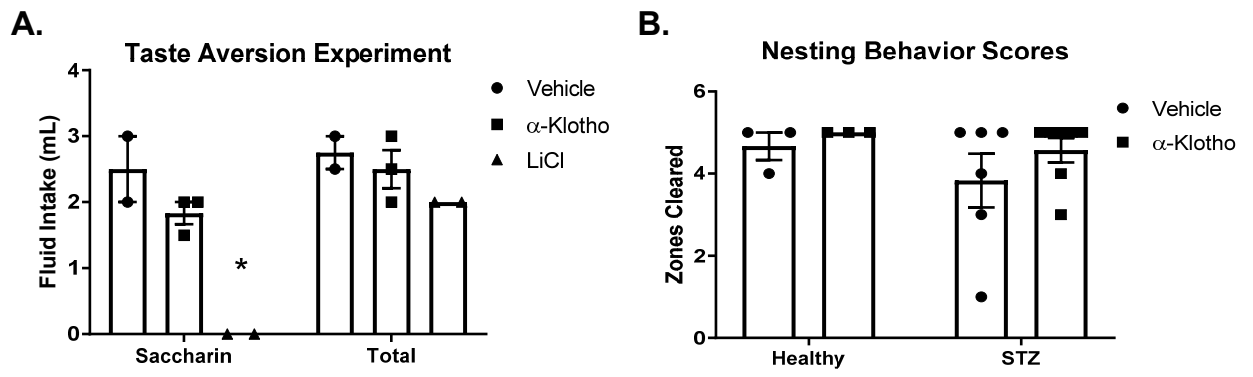 A.
Taste Aversion Experiment
Fluid Intake (mL)
4
3
2
1
0
*
Saccharin
Total
Vehicle
α-Klotho
LiCl
B.
Nesting Behavior Scores
Zones Cleared
6
4
2
0
Healthy
STZ
Vehicle
α-Klotho